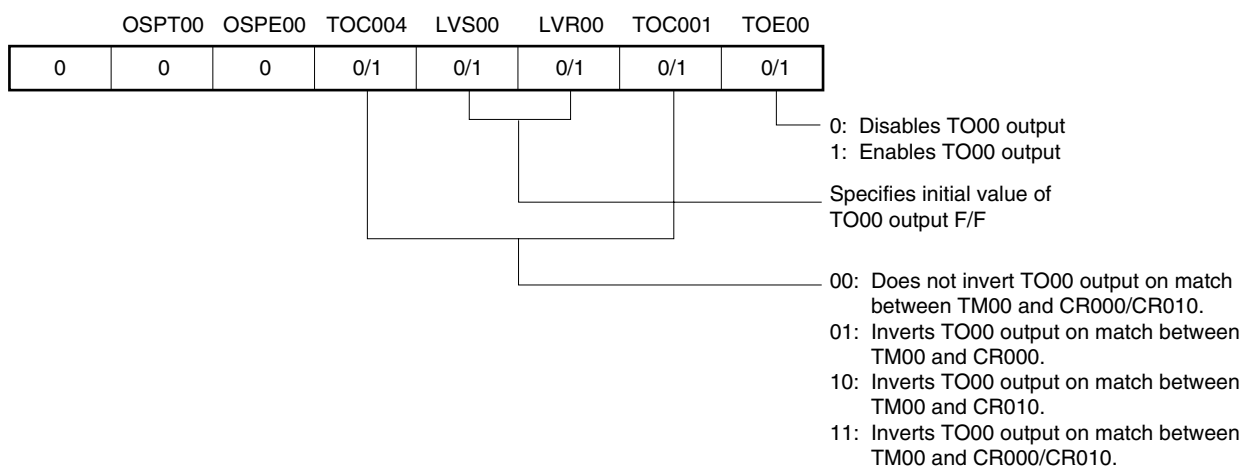 OSPT00 OSPE00 TOC004 LVS00 LVR00 TOC001 TOE00
0 0 0 0/1 0/1 0/1 0/1 0/1
0: Disables TO00 output
1: Enables TO00 output
Specifies initial value of
TO00 output F/F
00: Does not invert TO00 output on match
between TM00 and CR000/CR010.
01: Inverts TO00 output on match between
TM00 and CR000.
10: Inverts TO00 output on match between
TM00 and CR010.
11: Inverts TO00 output on match between
TM00 and CR000/CR010.